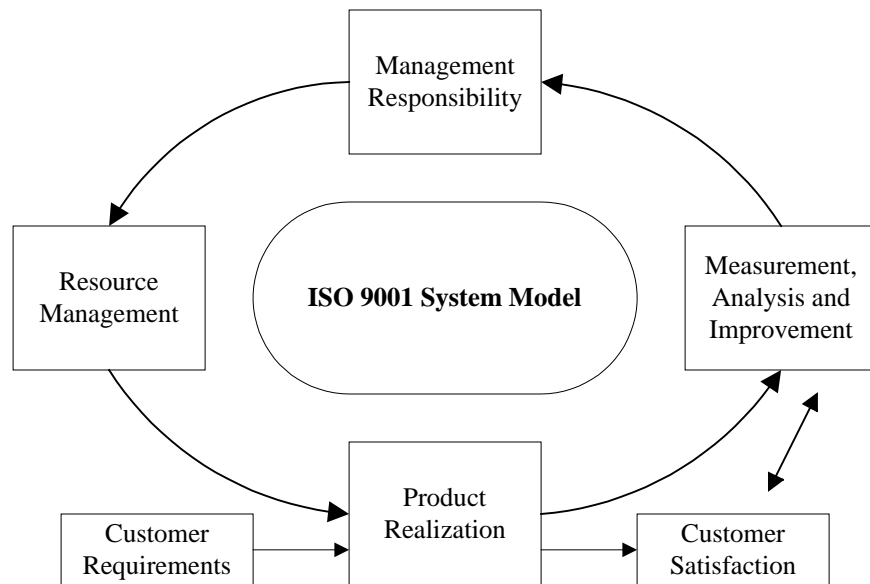 Management
Responsibility
Resource
Management
ISO 9001 System Model
Measurement,
Analysis and
Improvement
Product
Realization
Customer
Requirements
Customer
Satisfaction